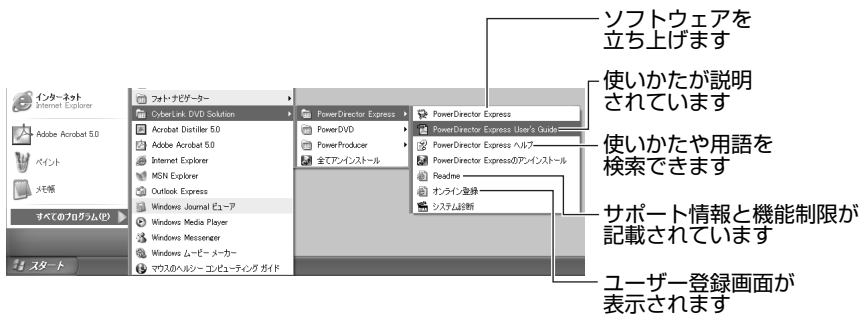 ソフトウェアを
立ち上げます
使いかたが説明
されています
使いかたや用語を
検索できます
サポート情報と機能制限が
記載されています
ユーザー登録画面が
表示されます
インターネット
Internet Explorer
Adobe Acrobat 5.0
ペイント
メモ帳
すべてのプログラム(P)
スタート
フォト・ナビゲーター
CyberLink DVD Solution
Acrobat Distiller 5.0
Adobe Acrobat 5.0
Internet Explorer
MSN Explorer
Outlook Express
Windows Journal ビューア
Windows Media Player
Windows Messenger
Windows ムービー メーカー
マウスのヘルシー コンピューティング ガイド
PowerDirector Express
PowerDVD
PowerProducer
全てアンインストール
PowerDirector Express
PowerDirector Express User's Guide
PowerDirector Express ヘルプ
PowerDirector Expressのアンインストール
Readme
オンライン登録
システム診断